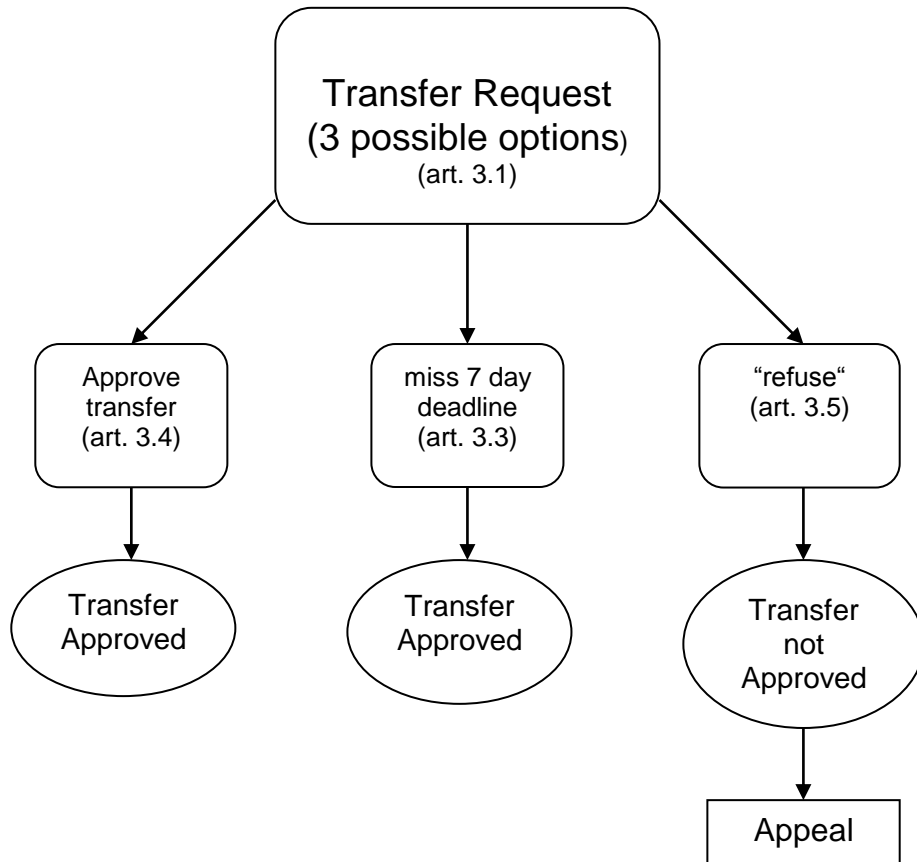 Transfer Request
(3 possible options)
(art. 3.1)
Approve
transfer
(art. 3.4)
miss 7 day
deadline
(art. 3.3)
“refuse“
(art. 3.5)
Transfer
Approved
Transfer
Approved
Transfer
not
Approved
Appeal